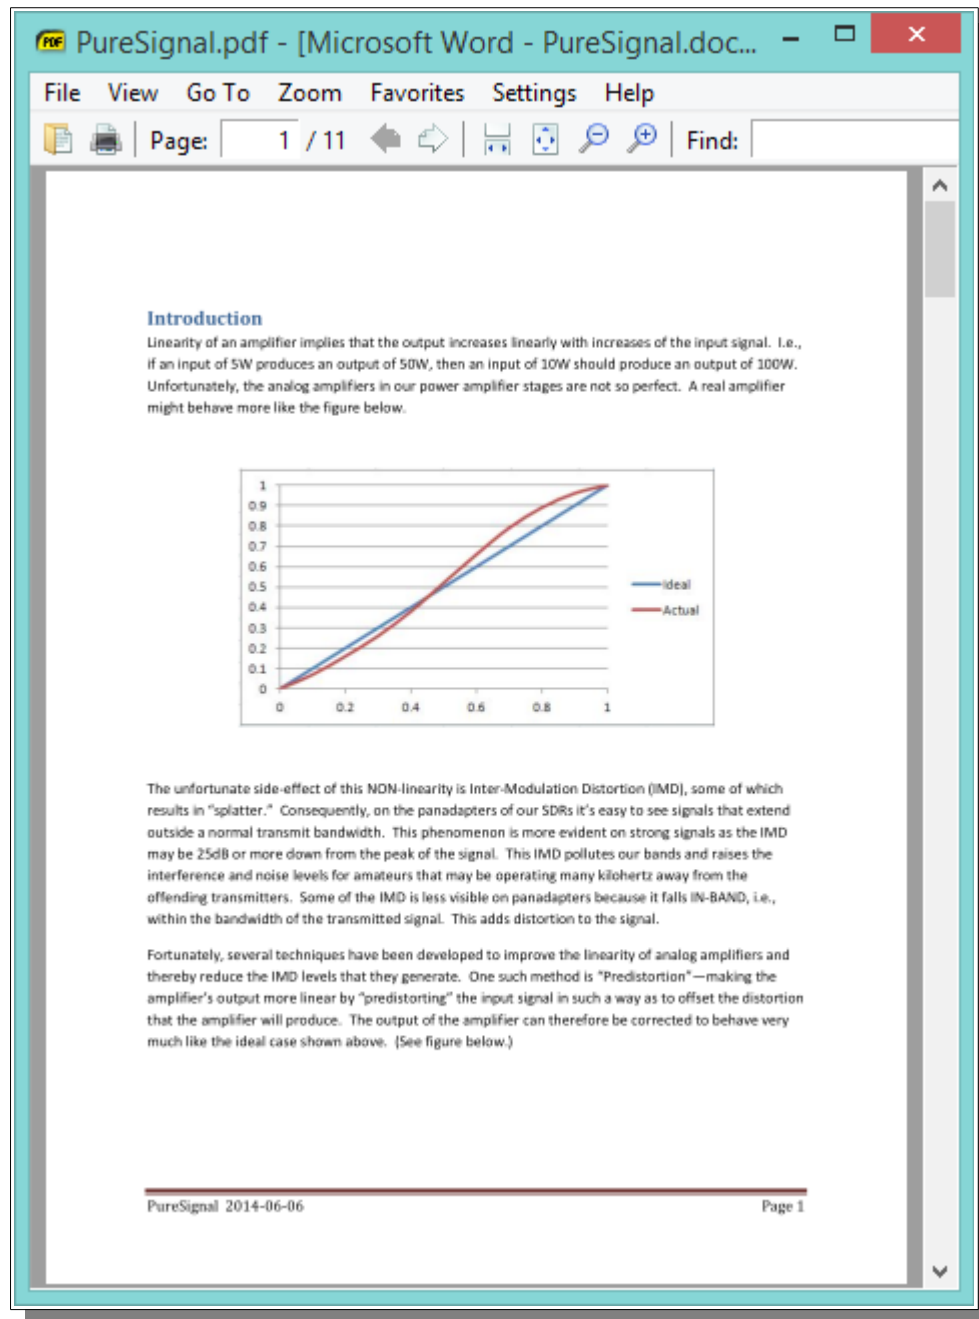 PDF PureSignal.pdf - [Microsoft Word - PureSignal.doc...
File View Go To Zoom Favorites Settings Help
Page: 1 / 11 Find:
Introduction
Linearity of an amplifier implies that the output increases linearly with increases of the input signal. I.e.,
if an input of 5W produces an output of 50W, then an input of 10W should produce an output of 100W.
Unfortunately, the analog amplifiers in our power amplifier stages are not so perfect. A real amplifier
might behave more like the figure below.
1
0.9
0.8
0.7
0.6
0.5
0.4
0.3
0.2
0.1
0
0 0.2 0.4 0.6 0.8 1
Ideal
Actual
The unfortunate side-effect of this NON-linearity is Inter-Modulation Distortion (IMD), some of which
results in “splatter.” Consequently, on the panadapters of our SDRs it’s easy to see signals that extend
outside a normal transmit bandwidth. This phenomenon is more evident on strong signals as the IMD
may be 25dB or more down from the peak of the signal. This IMD pollutes our bands and raises the
interference and noise levels for amateurs that may be operating many kilohertz away from the
offending transmitters. Some of the IMD is less visible on panadapters because it falls IN-BAND, i.e.,
within the bandwidth of the transmitted signal. This adds distortion to the signal.
Fortunately, several techniques have been developed to improve the linearity of analog amplifiers and
thereby reduce the IMD levels that they generate. One such method is “Predistortion”—making the
amplifier’s output more linear by “predistorting” the input signal in such a way as to offset the distortion
that the amplifier will produce. The output of the amplifier can therefore be corrected to behave very
much like the ideal case shown above. (See figure below.)
PureSignal 2014-06-06 Page 1